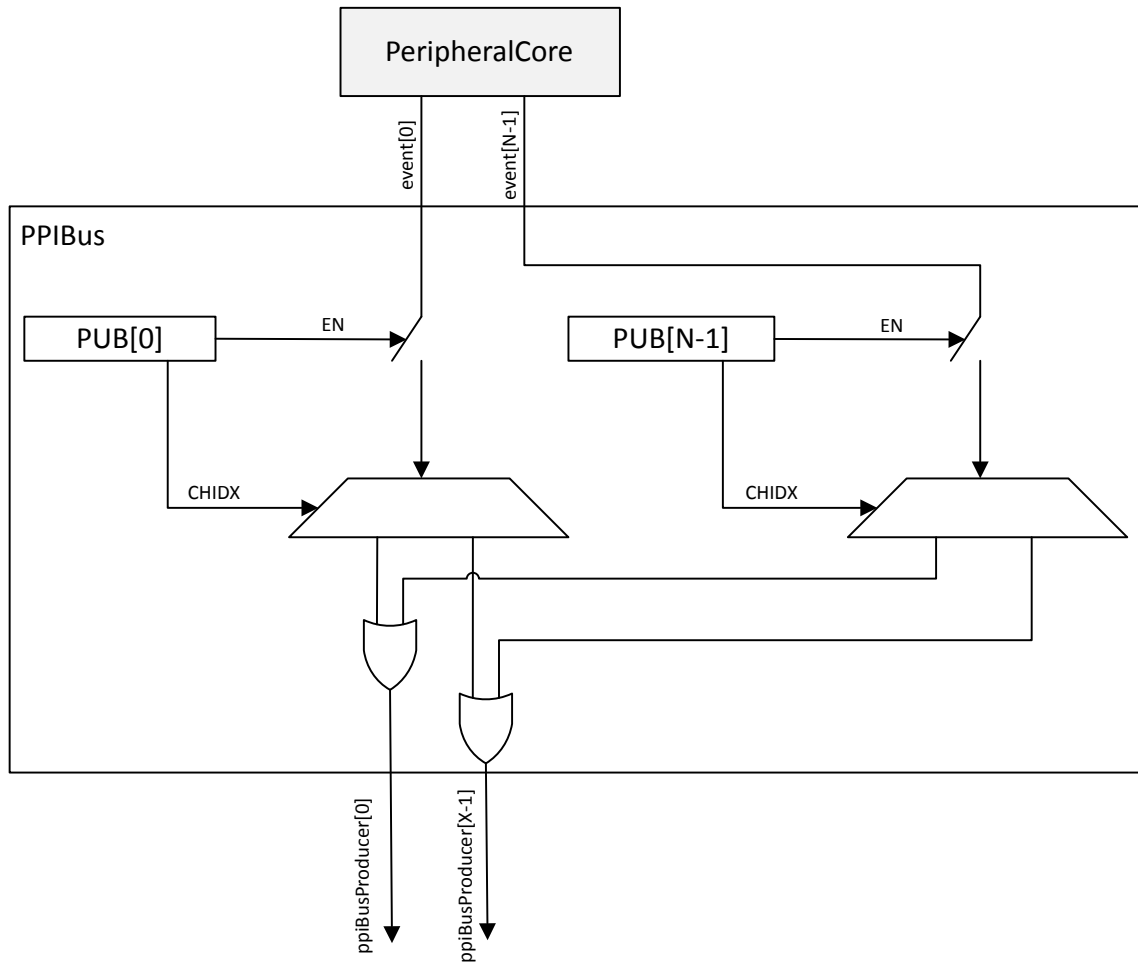 PeripheralCore
event[0]
event[N-1]
PPIBus
PUB[0]
EN
PUB[N-1]
EN
CHIDX
CHIDX
ppiBusProducer[0]
ppiBusProducer[X-1]